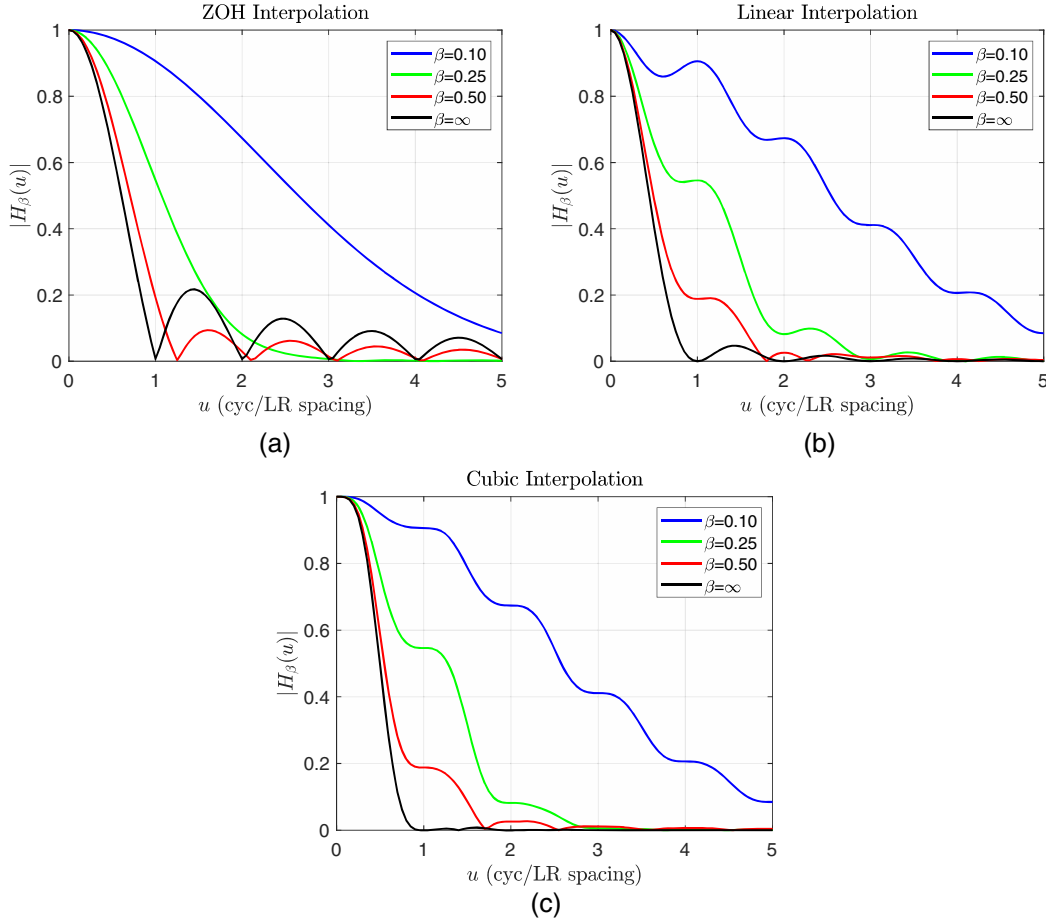 ZOH Interpolation
1
0.8
0.6
0.4
0.2
0
|Hβ(u)|
β=0.10
β=0.25
β=0.50
β=∞
0 1 2 3 4 5
u (cyc/LR spacing)
(a)
Linear Interpolation
1
0.8
0.6
0.4
0.2
0
|Hβ(u)|
β=0.10
β=0.25
β=0.50
β=∞
0 1 2 3 4 5
u (cyc/LR spacing)
(b)
Cubic Interpolation
1
0.8
0.6
0.4
0.2
0
|Hβ(u)|
β=0.10
β=0.25
β=0.50
β=∞
0 1 2 3 4 5
u (cyc/LR spacing)
(c)